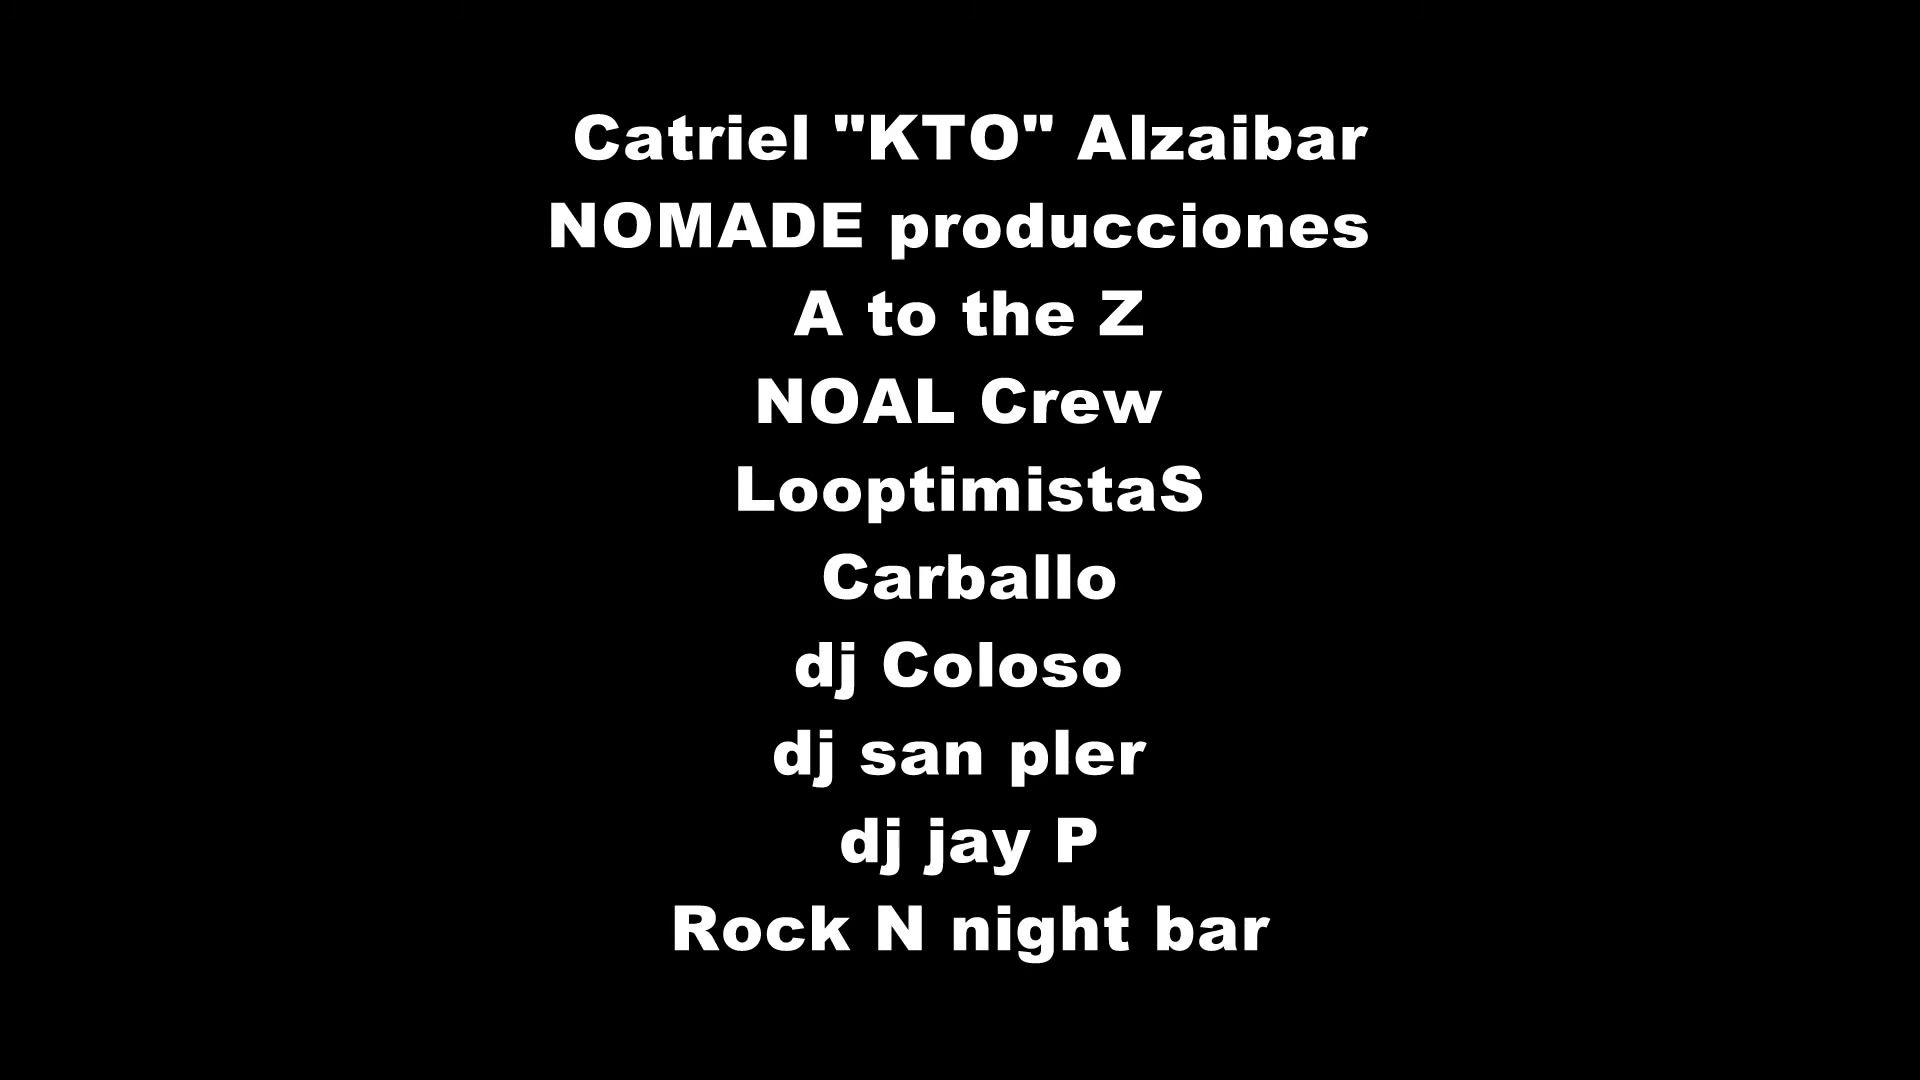 Catriel "KTO" Alzaibar
NOMADE producciones
A to the Z
NOAL Crew
LooptimistaS
Carballo
dj Coloso
dj san pler
dj jay P
Rock N night bar